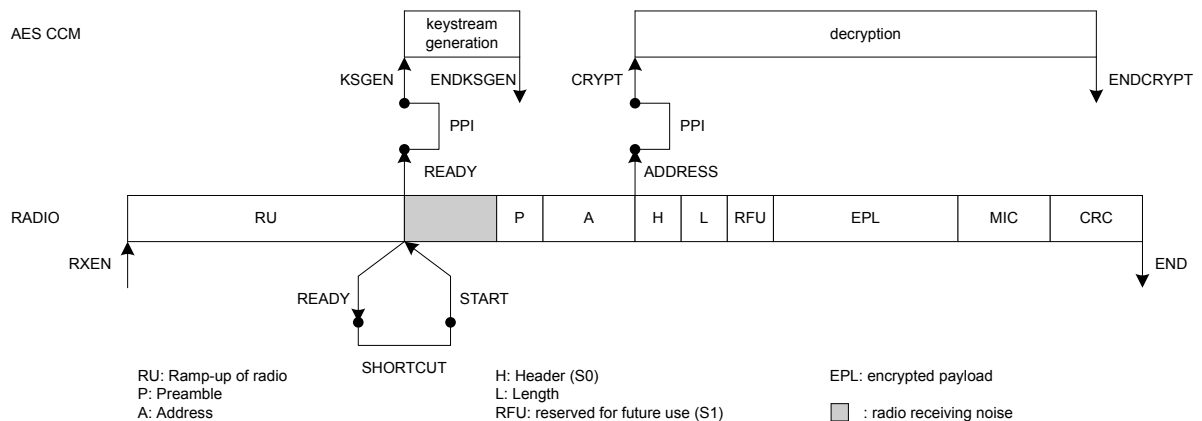 AES CCM
keystream
generation
decryption
KSGEN
ENDKSGEN
CRYPT
ENDCRYPT
PPI
PPI
READY
ADDRESS
RADIO
RU
P
A
H
L
RFU
EPL
MIC
CRC
RXEN
END
READY
START
SHORTCUT
RU: Ramp-up of radio
P: Preamble
A: Address
H: Header (S0)
L: Length
RFU: reserved for future use (S1)
EPL: encrypted payload
: radio receiving noise